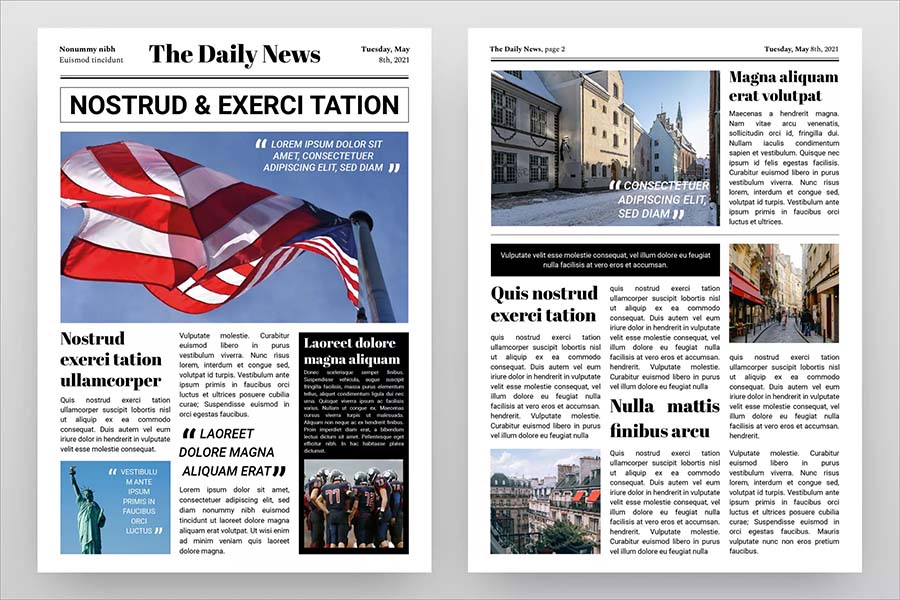 Nonummy nibh
Euismod tincidunt
The Daily News
Tuesday, May
8th, 2021
NOSTRUD & EXERCI TATION
“ LOREM IPSUM DOLOR SIT
AMET, CONSECTETUER
ADIPISCING ELIT, SED DIAM ”
Nostrud
exerci tation
ullamcorper
Quis nostrud exerci tation
ullamcorper suscipit lobortis nisl
ut aliquip ex ea commodo
consequat. Duis autem vel eum
iriure dolor in hendrerit in vulputate
velit esse molestie consequat.
“ VESTIBULU
M ANTE
IPSUM
PRIMIS IN
FAUCIBUS
ORCI
LUCTUS ”
Vulputate molestie. Curabitur
euismod libero in purus
vestibulum viverra. Nunc risus
lorem, interdum et congue sed,
volutpat id turpis. Vestibulum ante
ipsum primis in faucibus orci
luctus et ultrices posuere cubilia
curae; Suspendisse euismod in
orci egestas faucibus.
“ LAOREET
DOLORE MAGNA
ALIQUAM ERAT ”
Lorem ipsum dolor sit amet,
consectetuer adipiscing elit, sed
diam nonummy nibh euismod
tincidunt ut laoreet dolore magna
aliquam erat volutpat. Ut wisi enim
ad minim veniam quis laoreet
dolore magna.
Laoreet dolore
magna aliquam
Donec scelerisque semper finibus.
Suspendisse vehicula, augue suscipit
fringilla facilisis, massa purus elementum
tellus, aliquet condimentum ligula dui nec
urna. Quisque viverra ipsum ac facilisis
varius. Nullam ut congue ex. Maecenas
cursus viverra turpis ut malesuada.
Aliquam non neque ac ex hendrerit finibus.
Proin imperdiet diam erat, a bibendum
lectus dictum sit amet. Pellentesque eget
efficitur nibh. In hac habitasse platea
dictumst.
The Daily News, page 2
Tuesday, May 8th, 2021
“ CONSECTETUER
ADIPISCING ELIT,
SED DIAM ”
Magna aliquam
erat volutpat
Maecenas a hendrerit magna.
Nam vitae arcu venenatis,
sollicitudin orci id, fringilla dui.
Nullam iaculis condimentum
sapien et vestibulum. Quisque nec
ipsum id felis egestas facilisis.
Curabitur euismod libero in purus
vestibulum viverra. Nunc risus
lorem, interdum et congue sed,
volutpat id turpis. Vestibulum ante
ipsum primis in faucibus orci
luctus et ultrices.
Vulputate velit esse molestie consequat, vel illum dolore eu feugiat
nulla facilisis at vero eros et accumsan.
Quis nostrud
exerci tation
quis nostrud exerci tation
ullamcorper suscipit lobortis nisl
ut aliquip ex ea commodo
consequat. Duis autem vel eum
iriure dolor in hendrerit in vulputate
velit esse molestie consequat, vel
illum dolore eu feugiat nulla
facilisis at vero eros et accumsan.
hendrerit. Vulputate molestie.
Curabitur euismod libero in purus
vel illum dolore eu feugiat nulla
quis nostrud exerci tation
ullamcorper suscipit lobortis nisl
ut aliquip ex ea commodo
consequat. Duis autem vel eum
iriure dolor in hendrerit in vulputate
velit esse molestie consequat, vel
illum dolore eu feugiat nulla
facilisis at vero eros et accumsan.
hendrerit. Vulputate molestie.
Curabitur euismod libero in purus
vel illum dolore eu feugiat nulla
Nulla mattis
finibus arcu
Quis nostrud exerci tation
ullamcorper suscipit lobortis nisl
ut aliquip ex ea commodo
consequat. Duis autem vel eum
iriure dolor in hendrerit in vulputate
velit esse molestie consequat, vel
illum dolore eu feugiat nulla
facilisis at vero eros et accumsan.
hendrerit. Vulputate molestie.
Curabitur euismod libero in purus
vel illum dolore eu feugiat nulla
quis nostrud exerci tation
ullamcorper suscipit lobortis nisl
ut aliquip ex ea commodo
consequat. Duis autem vel eum
iriure dolor in hendrerit in vulputate
velit esse molestie consequat, vel
illum dolore eu feugiat nulla
facilisis at vero eros et accumsan.
hendrerit.
Vulputate molestie. Curabitur
euismod libero in purus
vestibulum viverra. Nunc risus
lorem, interdum et congue sed,
volutpat id turpis. Vestibulum ante
ipsum primis in faucibus orci
luctus et ultrices posuere cubilia
curae; Suspendisse euismod in
orci egestas faucibus. Mauris
vulputate nunc non eros pretium
faucibus.